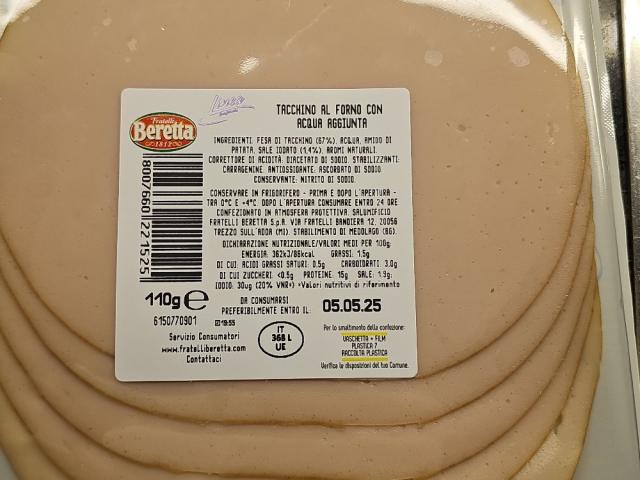 TACCHINO AL FORNO CON
ACQUA AGGIUNTA
Fratelli
Beretta
1812
INGREDIENTI: FESA DI TACCHINO (67%), ACQUA, AMIDO DI
PATATA, SALE IODATO (1,4%), AROMI NATURALI.
CORRETTORE DI ACIDITÀ: DIACETATO DI SODIO. STABILIZZANTE:
CARRAGENINE. ANTIOSSIDANTE: ASCORBATO DI SODIO.
CONSERVANTE: NITRITO DI SODIO.
CONSERVARE IN FRIGORIFERO - PRIMA E DOPO L'APERTURA -
TRA 0°C E +4°C. DOPO L'APERTURA CONSUMARE ENTRO 24 ORE
CONFEZIONATO IN ATMOSFERA PROTETTIVA. SALUMIFICIO
FRATELLI BERETTA S.p.A. VIA FRATELLI BANDIERA 12, 20056
TREZZO SULL'ADDA (MI). STABILIMENTO DI MEDOLAGO (BG).
DICHIARAZIONE NUTRIZIONALE/VALORI MEDI PER 100g:
ENERGIA: 362kJ/86kcal GRASSI: 1.5g
DI CUI: ACIDI GRASSI SATURI: 0.5g CARBOIDRATI: 3.0g
DI CUI ZUCCHERI: <0.5g PROTEINE: 15g SALE: 1.9g;
IODIO: 30ug (20% VNR*) *Valori nutritivi di riferimento
8007660221525
110g e
DA CONSUMARSI
PREFERIBILMENTE ENTRO IL:
05.05.25
6150770901
19:55
Servizio Consumatori
www.fratelliberetta.com
Contattaci
IT
368 L
UE
Per lo smaltimento della confezione:
VASCHETTA + FILM
PLASTICA 7
RACCOLTA PLASTICA
Verifica le disposizioni del tuo Comune.